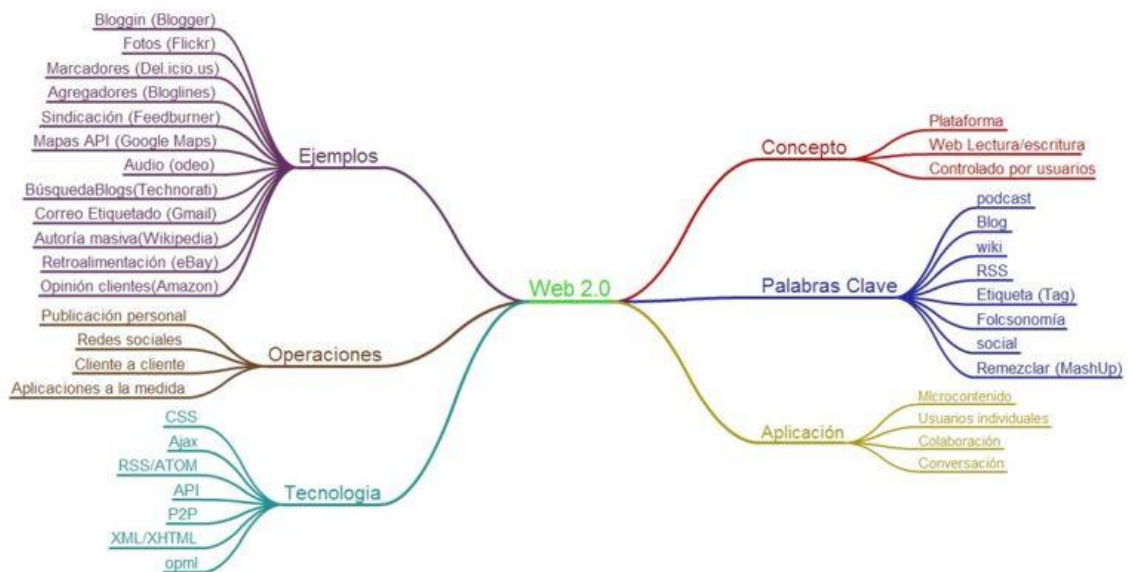 Bloggin (Blogger)
Fotos (Flickr)
Marcadores (Del.icio.us)
Agregadores (Bloglines)
Sindicación (Feedburner)
Mapas API (Google Maps)
Audio (odeo)
BúsquedaBlogs(Technorati)
Correo Etiquetado (Gmail)
Autoría masiva(Wikipedia)
Retroalimentación (eBay)
Opinión clientes(Amazon)
Ejemplos
Publicación personal
Redes sociales
Cliente a cliente
Aplicaciones a la medida
Operaciones
CSS
Ajax
RSS/ATOM
API
P2P
XML/XHTML
opml
Tecnologia
Web 2.0
Concepto
Plataforma
Web Lectura/escritura
Controlado por usuarios
Palabras Clave
podcast
Blog
wiki
RSS
Etiqueta (Tag)
Folcsonomía
social
Remezclar (MashUp)
Aplicación
Microcontenido
Usuarios individuales
Colaboración
Conversación